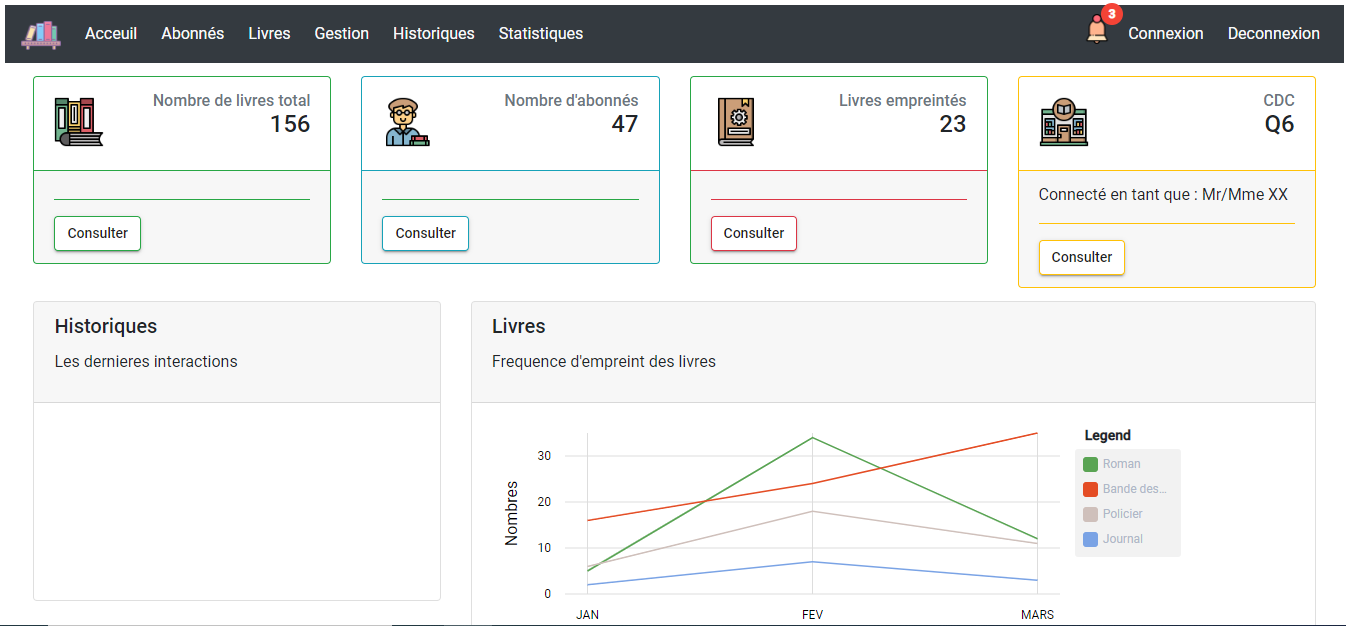 Acceuil Abonnés Livres Gestion Historiques Statistiques 3 Connexion Deconnexion
Nombre de livres total
156
Consulter
Nombre d'abonnés
47
Consulter
Livres empreintés
23
Consulter
CDC
Q6
Connecté en tant que : Mr/Mme XX
Consulter
Historiques
Les dernieres interactions
Livres
Frequence d'empreint des livres
Nombres
30
20
10
0
JAN FEV MARS
Legend
Roman
Bande des...
Policier
Journal